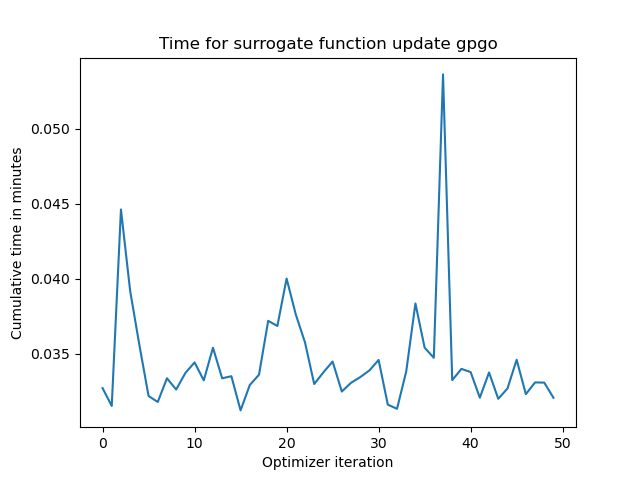 Time for surrogate function update gpgo
Cumulative time in minutes
0.050
0.045
0.040
0.035
0 10 20 30 40 50
Optimizer iteration